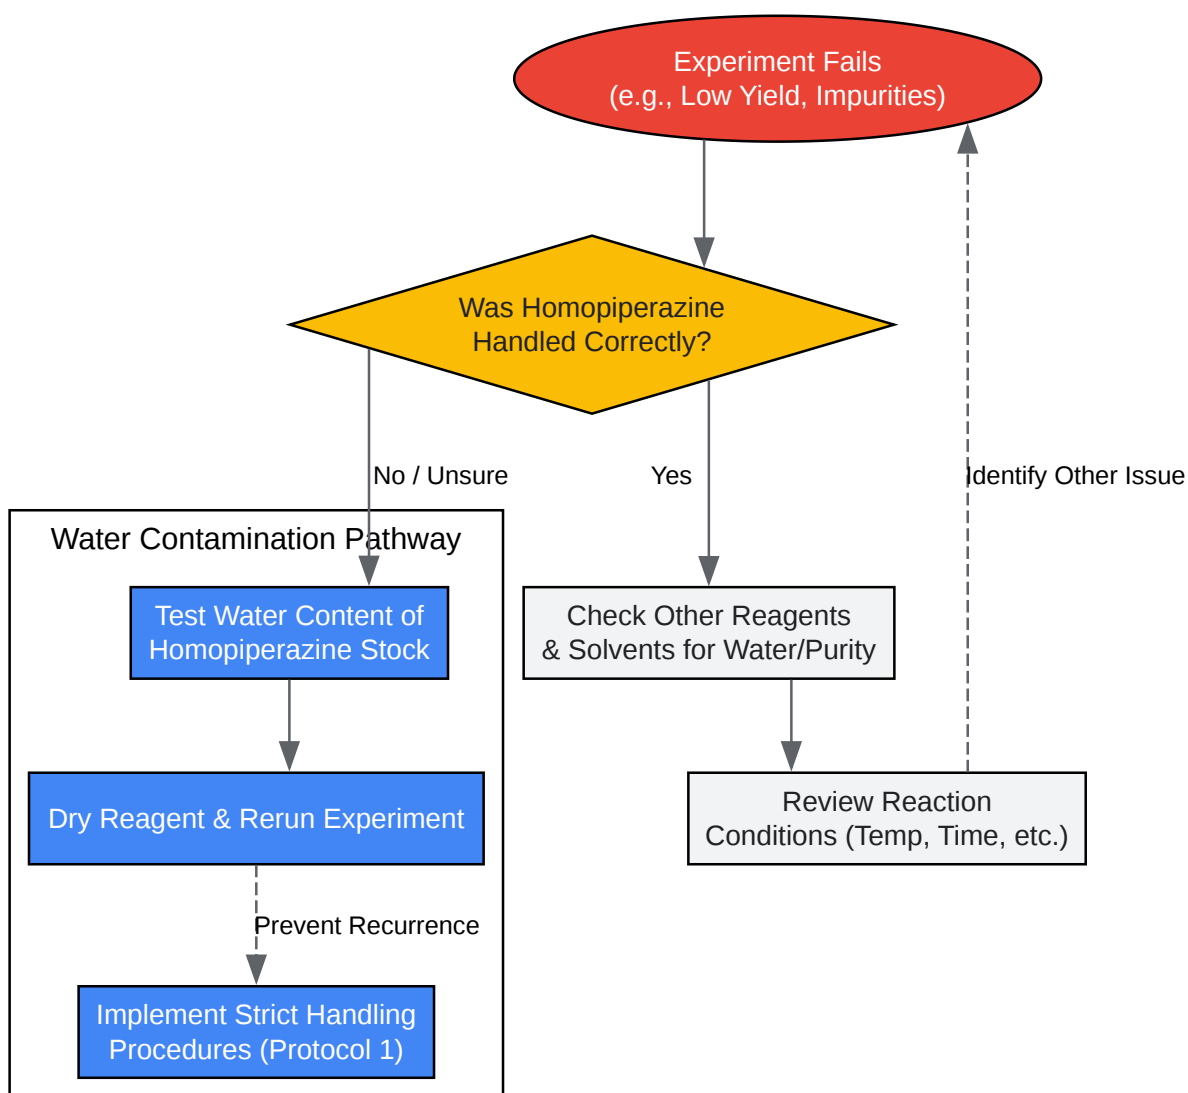 Experiment Fails
(e.g., Low Yield, Impurities)
Was Homopiperazine
Handled Correctly?
No / Unsure
Yes
Identify Other Issue
Water Contamination Pathway
Test Water Content of
Homopiperazine Stock
Check Other Reagents
& Solvents for Water/Purity
Dry Reagent & Rerun Experiment
Review Reaction
Conditions (Temp, Time, etc.)
Prevent Recurrence
Implement Strict Handling
Procedures (Protocol 1)